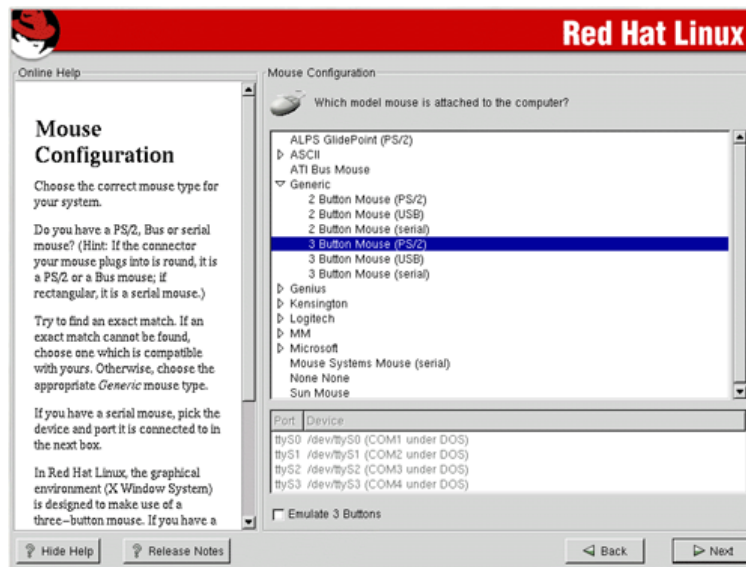 Red Hat Linux
Online Help
Mouse
Configuration
Choose the correct mouse type for
your system.
Do you have a PS/2, Bus or serial
mouse? (Hint: If the connector
your mouse plugs into is round, it is
a PS/2 or a Bus mouse; if
rectangular, it is a serial mouse.)
Try to find an exact match. If an
exact match cannot be found,
choose one which is compatible
with yours. Otherwise, choose the
appropriate Generic mouse type.
If you have a serial mouse, pick the
device and port it is connected to in
the next box.
In Red Hat Linux, the graphical
environment (X Window System)
is designed to make use of a
three-button mouse. If you have a
Mouse Configuration
Which model mouse is attached to the computer?
ALPS GlidePoint (PS/2)
ASCII
ATI Bus Mouse
Generic
2 Button Mouse (PS/2)
2 Button Mouse (USB)
2 Button Mouse (serial)
3 Button Mouse (PS/2)
3 Button Mouse (USB)
3 Button Mouse (serial)
Genius
Kensington
Logitech
MM
Microsoft
Mouse Systems Mouse (serial)
None None
Sun Mouse
Port Device
ttyS0 /dev/ttyS0 (COM1 under DOS)
ttyS1 /dev/ttyS1 (COM2 under DOS)
ttyS2 /dev/ttyS2 (COM3 under DOS)
ttyS3 /dev/ttyS3 (COM4 under DOS)
Emulate 3 Buttons
Hide Help Release Notes Back Next